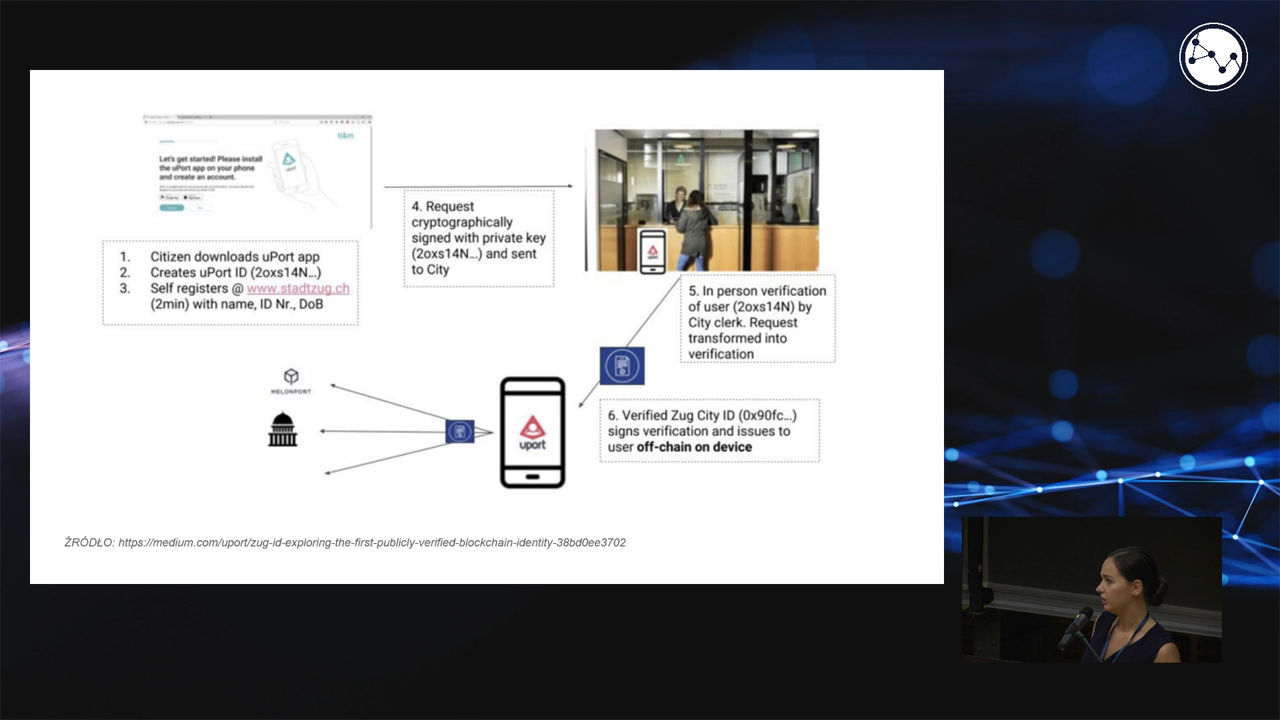 Let's get started! Please install
the uPort app on your phone
and create an account.
1. Citizen downloads uPort app
2. Creates uPort ID (2oxs14N...)
3. Self registers @ www.stadtzug.ch
(2min) with name, ID Nr., DoB
4. Request
cryptographically
signed with private key
(2oxs14N...) and sent
to City
uport
5. In person verification
of user (2oxs14N) by
City clerk. Request
transformed into
verification
6. Verified Zug City ID (0x90fc...)
signs verification and issues to
user off-chain on device
uport
MELONPORT
ŹRÓDŁO: https://medium.com/uport/zug-id-exploring-the-first-publicly-verified-blockchain-identity-38bd0ee3702